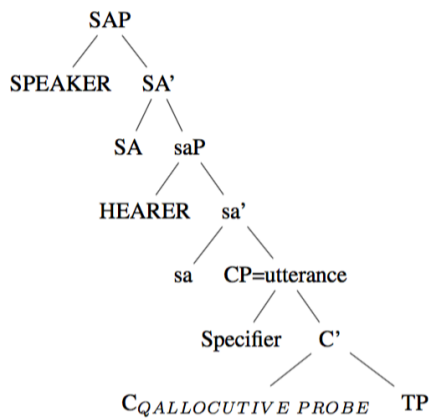 SAP
SPEAKER SA’
SA saP
HEARER sa’
sa CP=utterance
Specifier C’
CQALLOCUTIVE PROBE TP